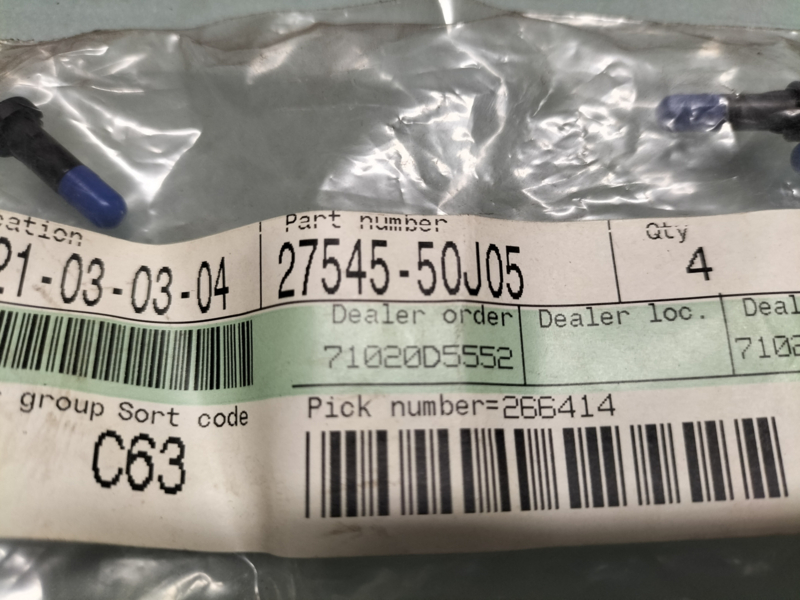 Part number
Qty
21-03-03-04
27545-50J05
4
Dealer order
Dealer loc.
71020D5552
group Sort code
Pick number=266414
C63